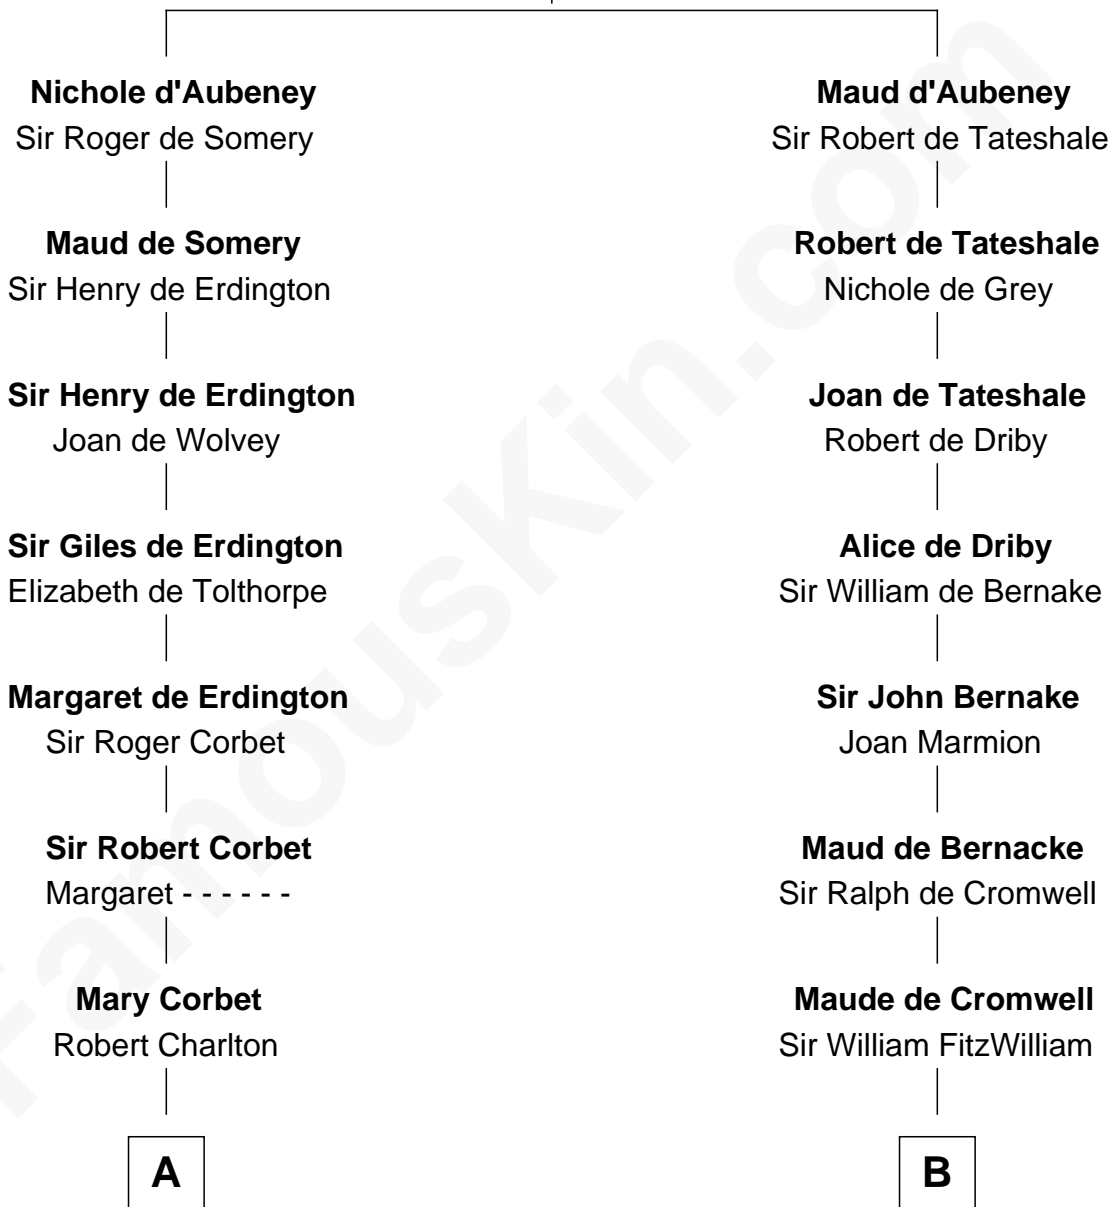 Nichole d'Aubeney
Sir Roger de Somery
Maud de Somery
Sir Henry de Erdington
Sir Henry de Erdington
Joan de Wolvey
Sir Giles de Erdington
Elizabeth de Tolthorpe
Margaret de Erdington
Sir Roger Corbet
Sir Robert Corbet
Margaret - - - - - -
Mary Corbet
Robert Charlton
A
Maud d'Aubeney
Sir Robert de Tateshale
Robert de Tateshale
Nichole de Grey
Joan de Tateshale
Robert de Driby
Alice de Driby
Sir William de Bernake
Sir John Bernake
Joan Marmion
Maud de Bernacke
Sir Ralph de Cromwell
Maude de Cromwell
Sir William FitzWilliam
B
FamousKin.com